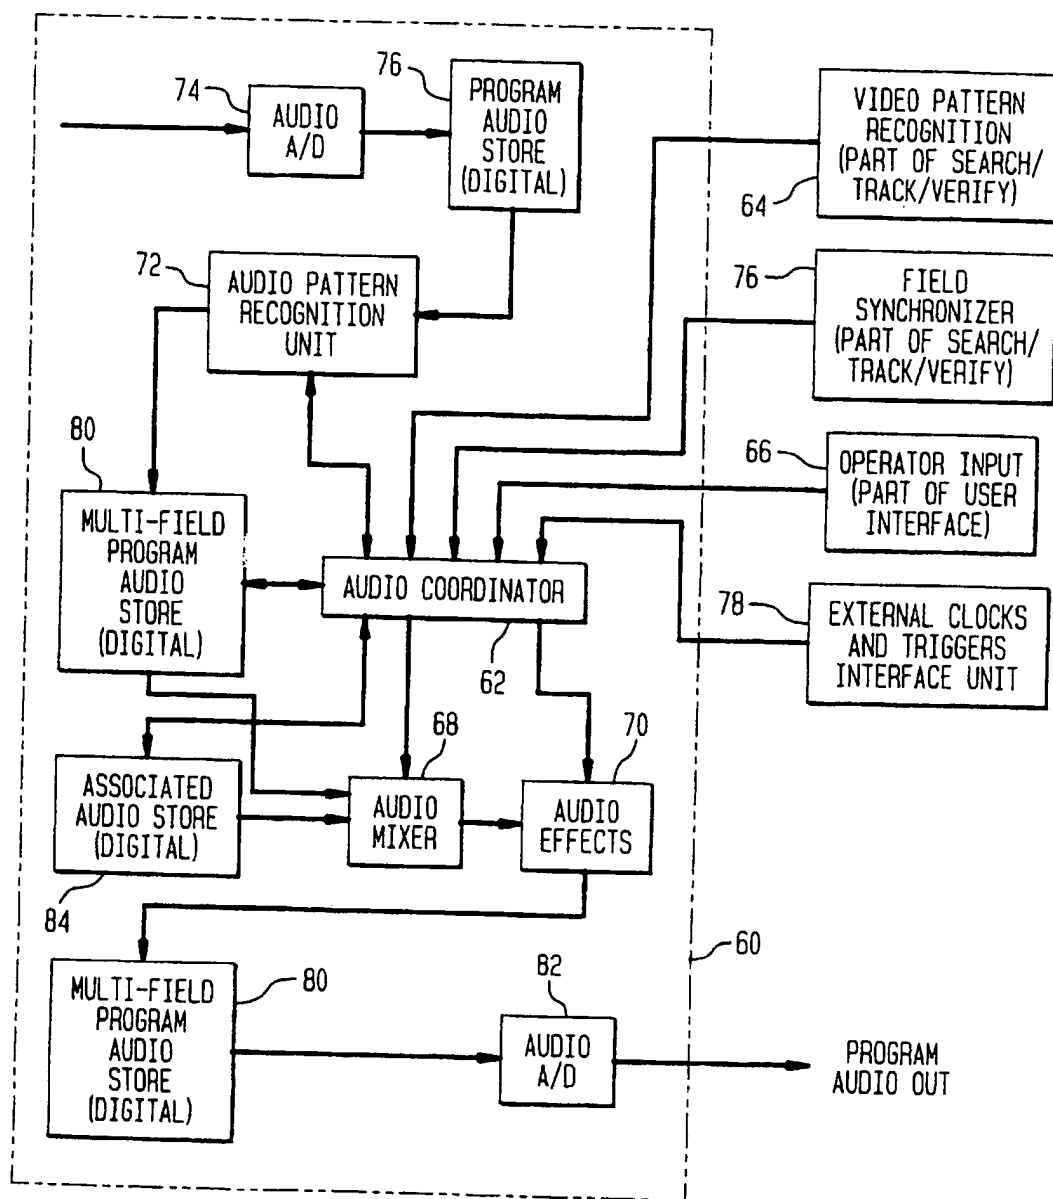 74
AUDIO
A/D
76
PROGRAM
AUDIO
STORE
(DIGITAL)
VIDEO PATTERN
RECOGNITION
(PART OF SEARCH/
TRACK/VERIFY)
64
72
AUDIO PATTERN
RECOGNITION
UNIT
76
FIELD
SYNCHRONIZER
(PART OF SEARCH/
TRACK/VERIFY)
80
MULTI-FIELD
PROGRAM
AUDIO
STORE
(DIGITAL)
66
OPERATOR INPUT
(PART OF USER
INTERFACE)
AUDIO COORDINATOR
62
78
EXTERNAL CLOCKS
AND TRIGGERS
INTERFACE UNIT
ASSOCIATED
AUDIO STORE
(DIGITAL)
84
68
AUDIO
MIXER
70
AUDIO
EFFECTS
60
MULTI-FIELD
PROGRAM
AUDIO
STORE
(DIGITAL)
80
82
AUDIO
A/D
PROGRAM
AUDIO OUT